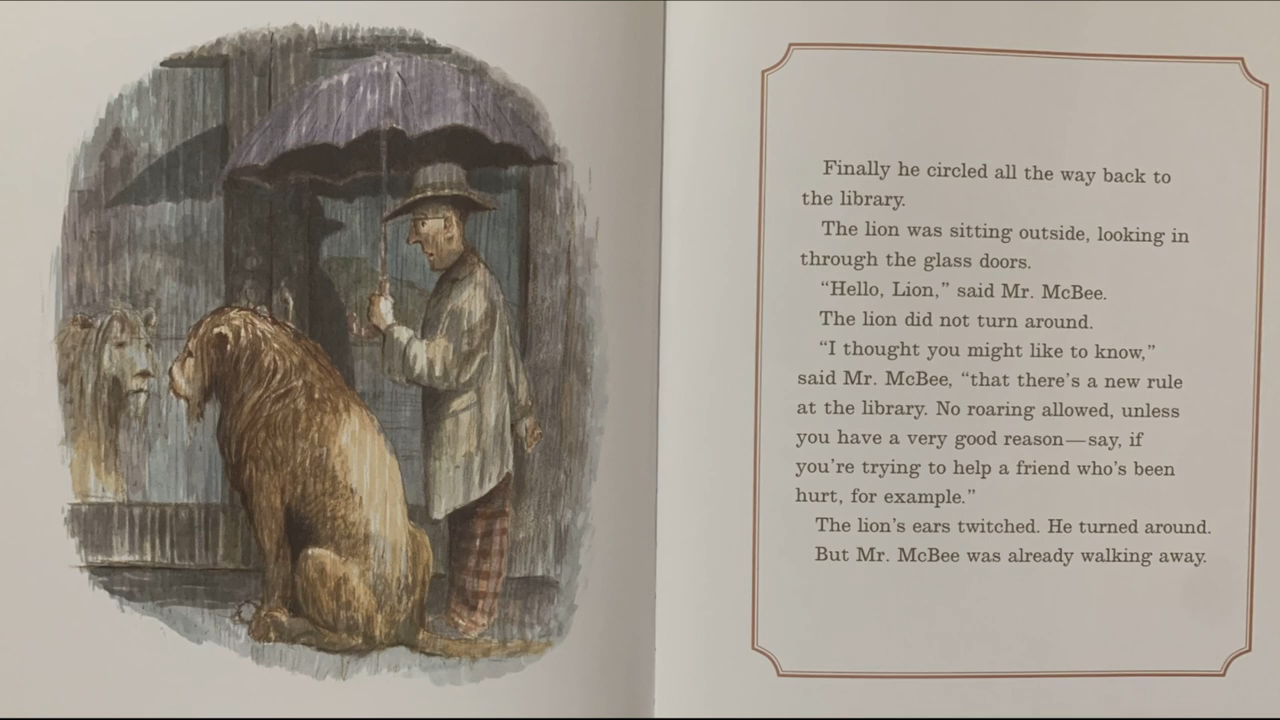 Finally he circled all the way back to
the library.
The lion was sitting outside, looking in
through the glass doors.
“Hello, Lion,” said Mr. McBee.
The lion did not turn around.
“I thought you might like to know,”
said Mr. McBee, “that there’s a new rule
at the library. No roaring allowed, unless
you have a very good reason—say, if
you’re trying to help a friend who’s been
hurt, for example.”
The lion’s ears twitched. He turned around.
But Mr. McBee was already walking away.